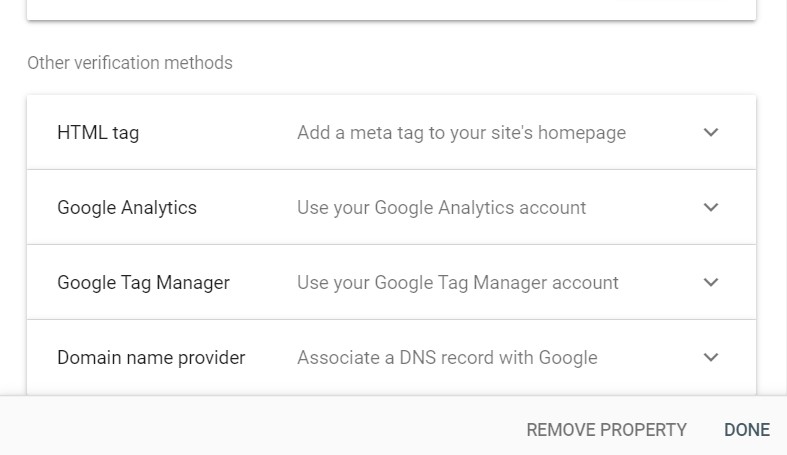 Other verification methods
HTML tag Add a meta tag to your site's homepage
Google Analytics Use your Google Analytics account
Google Tag Manager Use your Google Tag Manager account
Domain name provider Associate a DNS record with Google
REMOVE PROPERTY DONE